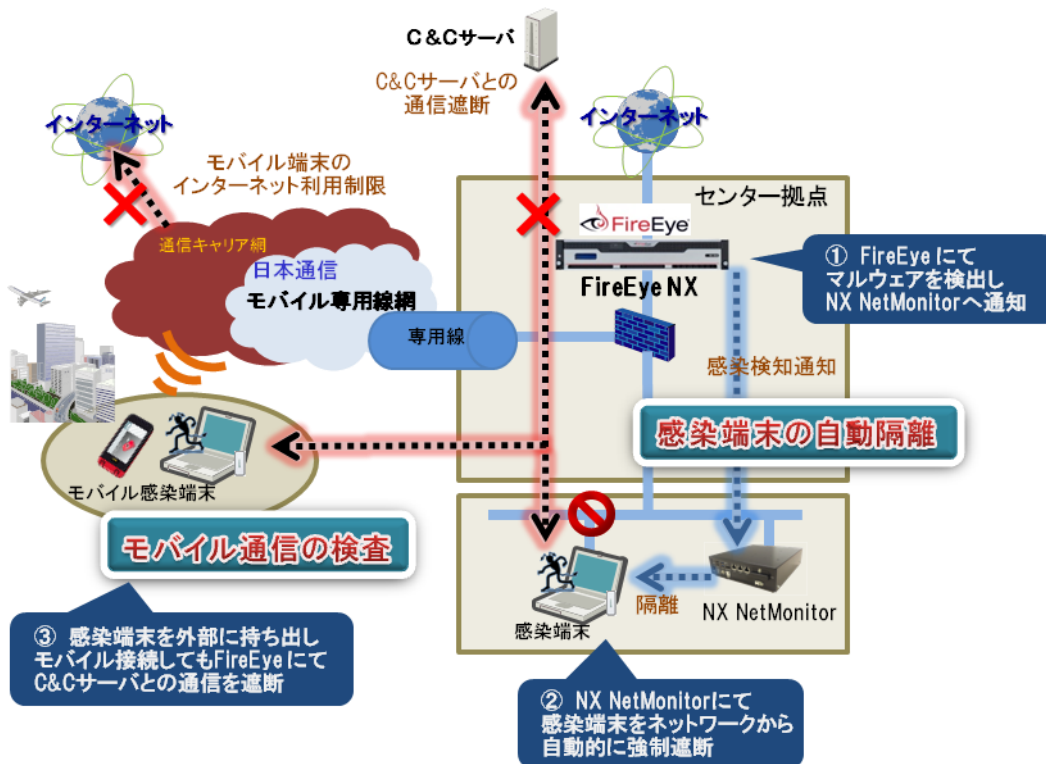 C&Cサーバ
C&Cサーバとの
通信遮断
インターネット
インターネット
モバイル端末の
インターネット利用制限
センター拠点
FireEye
通信キャリア網
日本通信
モバイル専用線網
FireEye NX
① FireEyeにて
マルウェアを検出し
NX NetMonitorへ通知
専用線
感染検知通知
感染端末の自動隔離
モバイル感染端末
モバイル通信の検査
隔離
NX NetMonitor
感染端末
③ 感染端末を外部に持ち出し
モバイル接続してもFireEyeにて
C&Cサーバとの通信を遮断
② NX NetMonitorにて
感染端末をネットワークから
自動的に強制遮断